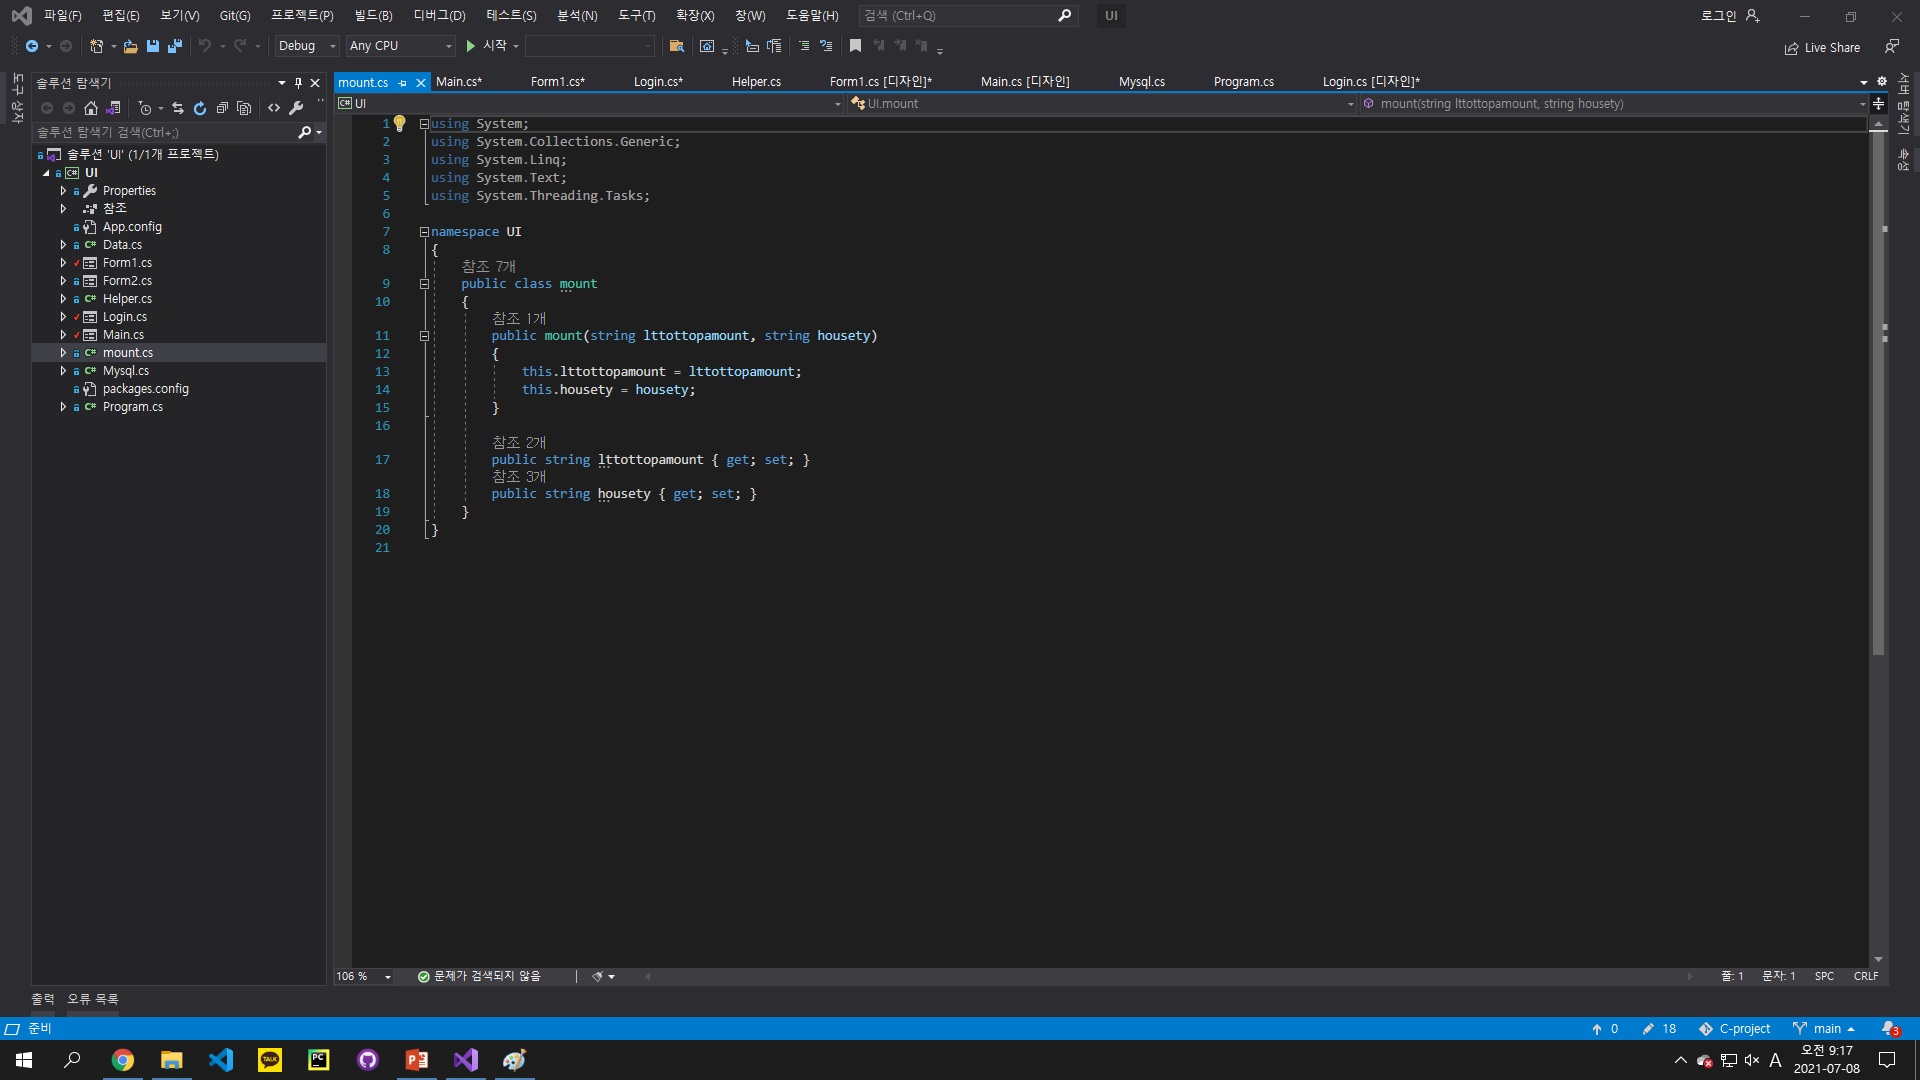 파일(F) 편집(E) 보기(V) Git(G) 프로젝트(P) 빌드(B) 디버그(D) 테스트(S) 분석(N) 도구(T) 확장(X) 창(W) 도움말(H) 검색 (Ctrl+Q) UI 로그인
Debug Any CPU 시작 Live Share
도구 상자
솔루션 탐색기
솔루션 탐색기 검색(Ctrl+;)
솔루션 'UI' (1/1개 프로젝트)
UI
Properties
참조
App.config
Data.cs
Form1.cs
Form2.cs
Helper.cs
Login.cs
Main.cs
mount.cs
Mysql.cs
packages.config
Program.cs
mount.cs Main.cs* Form1.cs* Login.cs* Helper.cs Form1.cs [디자인]* Main.cs [디자인] Mysql.cs Program.cs Login.cs [디자인]*
UI UI.mount mount(string lttottopamount, string housety)
1 using System;
2 using System.Collections.Generic;
3 using System.Linq;
4 using System.Text;
5 using System.Threading.Tasks;
6
7 namespace UI
8 {
참조 7개
9 public class mount
10 {
참조 1개
11 public mount(string lttottopamount, string housety)
12 {
13 this.lttottopamount = lttottopamount;
14 this.housety = housety;
15 }
16
참조 2개
17 public string lttottopamount { get; set; }
참조 3개
18 public string housety { get; set; }
19 }
20 }
21
서버 탐색기
속성
106 % 문제가 검색되지 않음 줄: 1 문자: 1 SPC CRLF
출력 오류 목록
준비 0 18 C-project main 3
TALK PC A 오전 9:17
2021-07-08